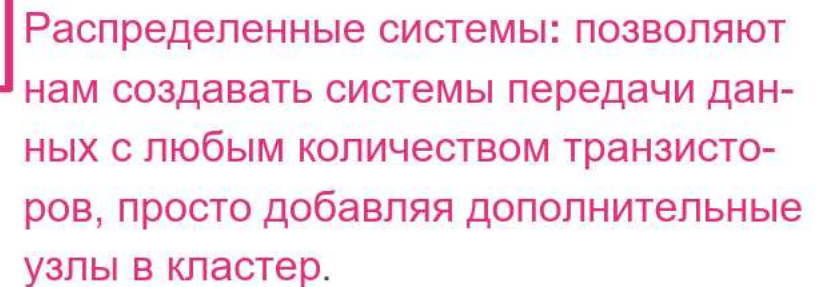 Распределенные системы: позволяют
нам создавать системы передачи дан-
ных с любым количеством транзисто-
ров, просто добавляя дополнительные
узлы в кластер.